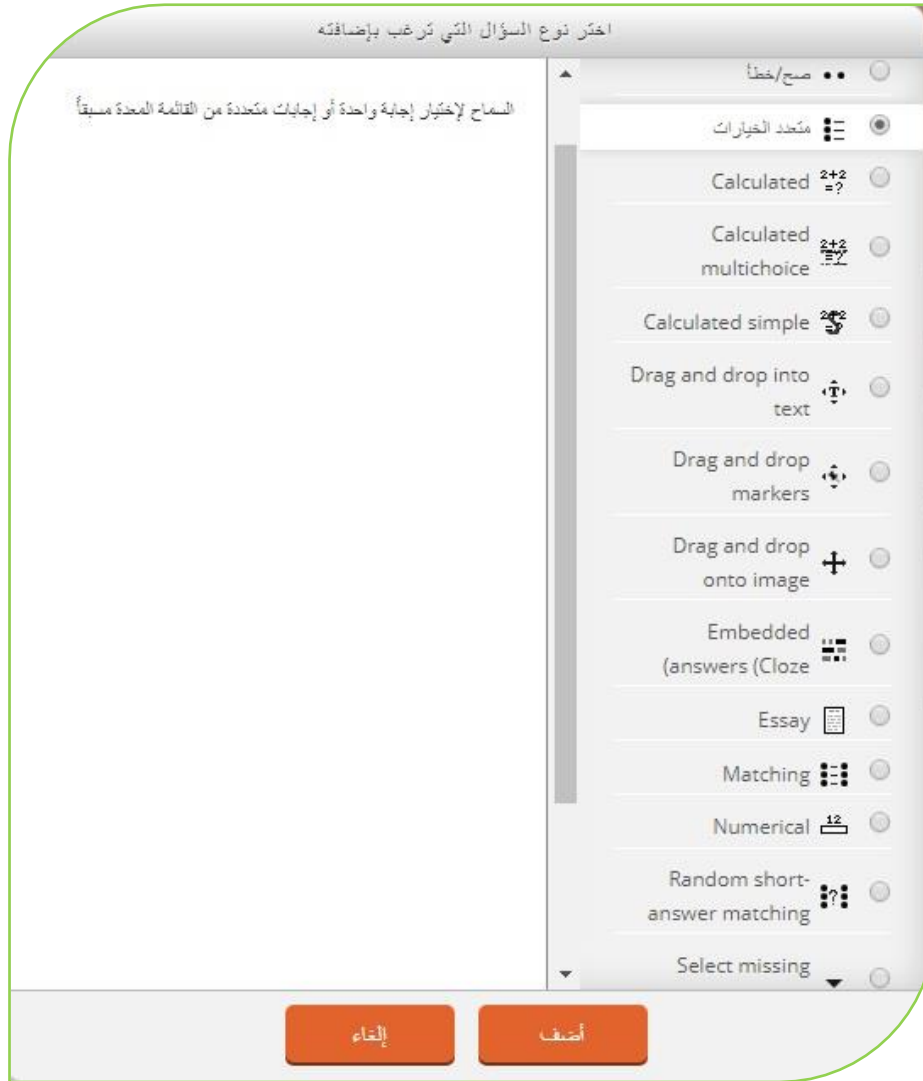 اختر نوع السؤال التي ترغب بإضافته
صح/خطأ
متعدد الخيارات
Calculated
Calculated
multichoice
Calculated simple
Drag and drop into
text
Drag and drop
markers
Drag and drop
onto image
Embedded
(answers (Cloze
Essay
Matching
Numerical
Random short-
answer matching
Select missing
السماح لإختيار إجابة واحدة أو إجابات متعددة من القائمة المعدة مسبقاً
أضف
إلغاء